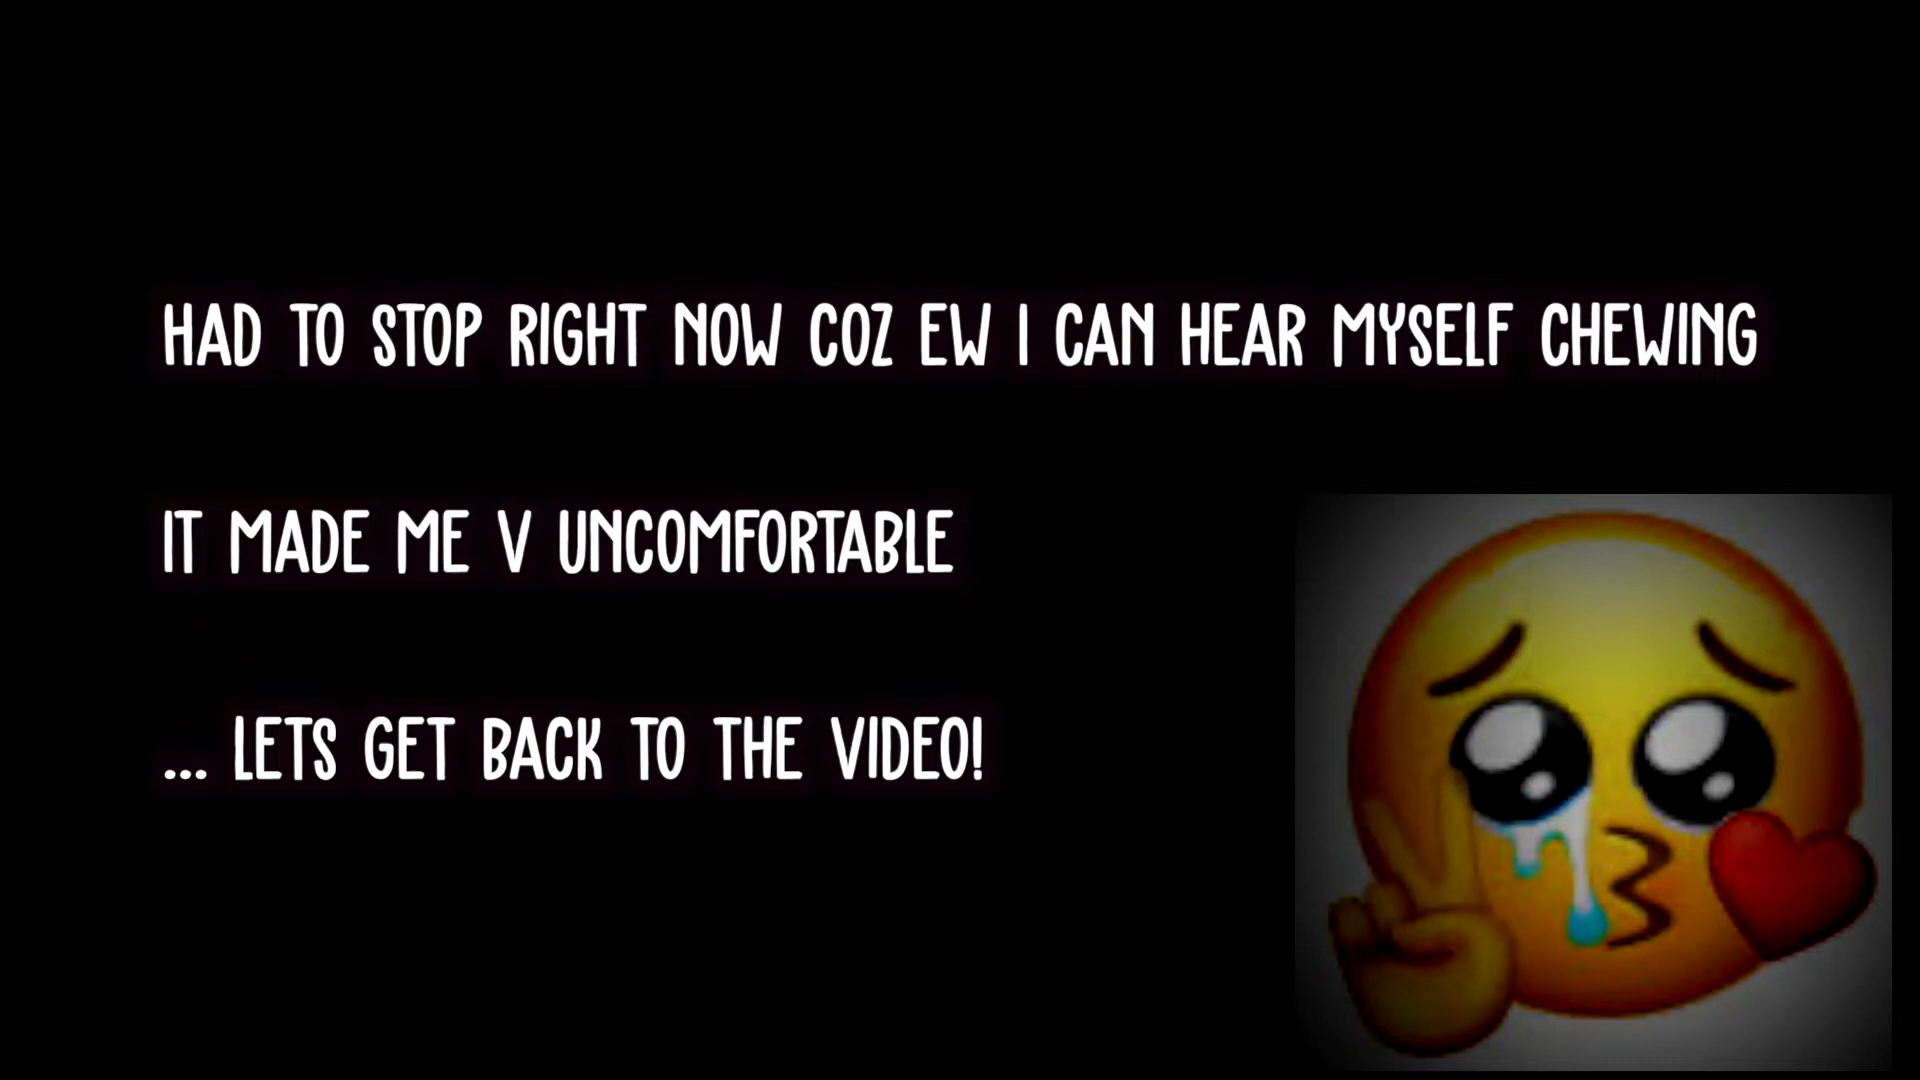 HAD TO STOP RIGHT NOW COZ EW I CAN HEAR MYSELF CHEWING
IT MADE ME V UNCOMFORTABLE
... LETS GET BACK TO THE VIDEO!